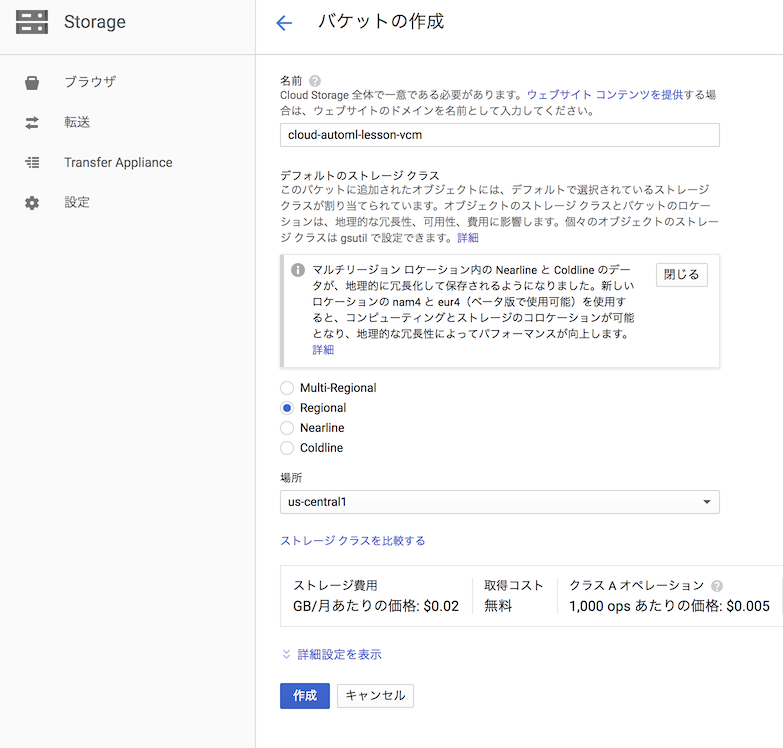 Storage
バケットの作成
ブラウザ
転送
Transfer Appliance
設定
名前
Cloud Storage 全体で一意である必要があります。ウェブサイト コンテンツを提供する場
合は、ウェブサイトのドメインを名前として入力してください。
cloud-automl-lesson-vcm
デフォルトのストレージ クラス
このバケットに追加されたオブジェクトには、デフォルトで選択されているストレージ
クラスが割り当てられています。オブジェクトのストレージ クラスとバケットのロケー
ションは、地理的な冗長性、可用性、費用に影響します。個々のオブジェクトのストレー
ジ クラスは gsutil で設定できます。詳細
マルチリージョン ロケーション内の Nearline と Coldline のデー
タが、地理的に冗長化して保存されるようになりました。新しい
ロケーションの nam4 と eur4（ベータ版で使用可能）を使用す
ると、コンピューティングとストレージのコロケーションが可能
となり、地理的な冗長性によってパフォーマンスが向上します。
詳細
閉じる
Multi-Regional
Regional
Nearline
Coldline
場所
us-central1
ストレージ クラスを比較する
ストレージ費用
GB/月あたりの価格: $0.02
取得コスト
無料
クラス A オペレーション
1,000 ops あたりの価格: $0.005
詳細設定を表示
作成
キャンセル